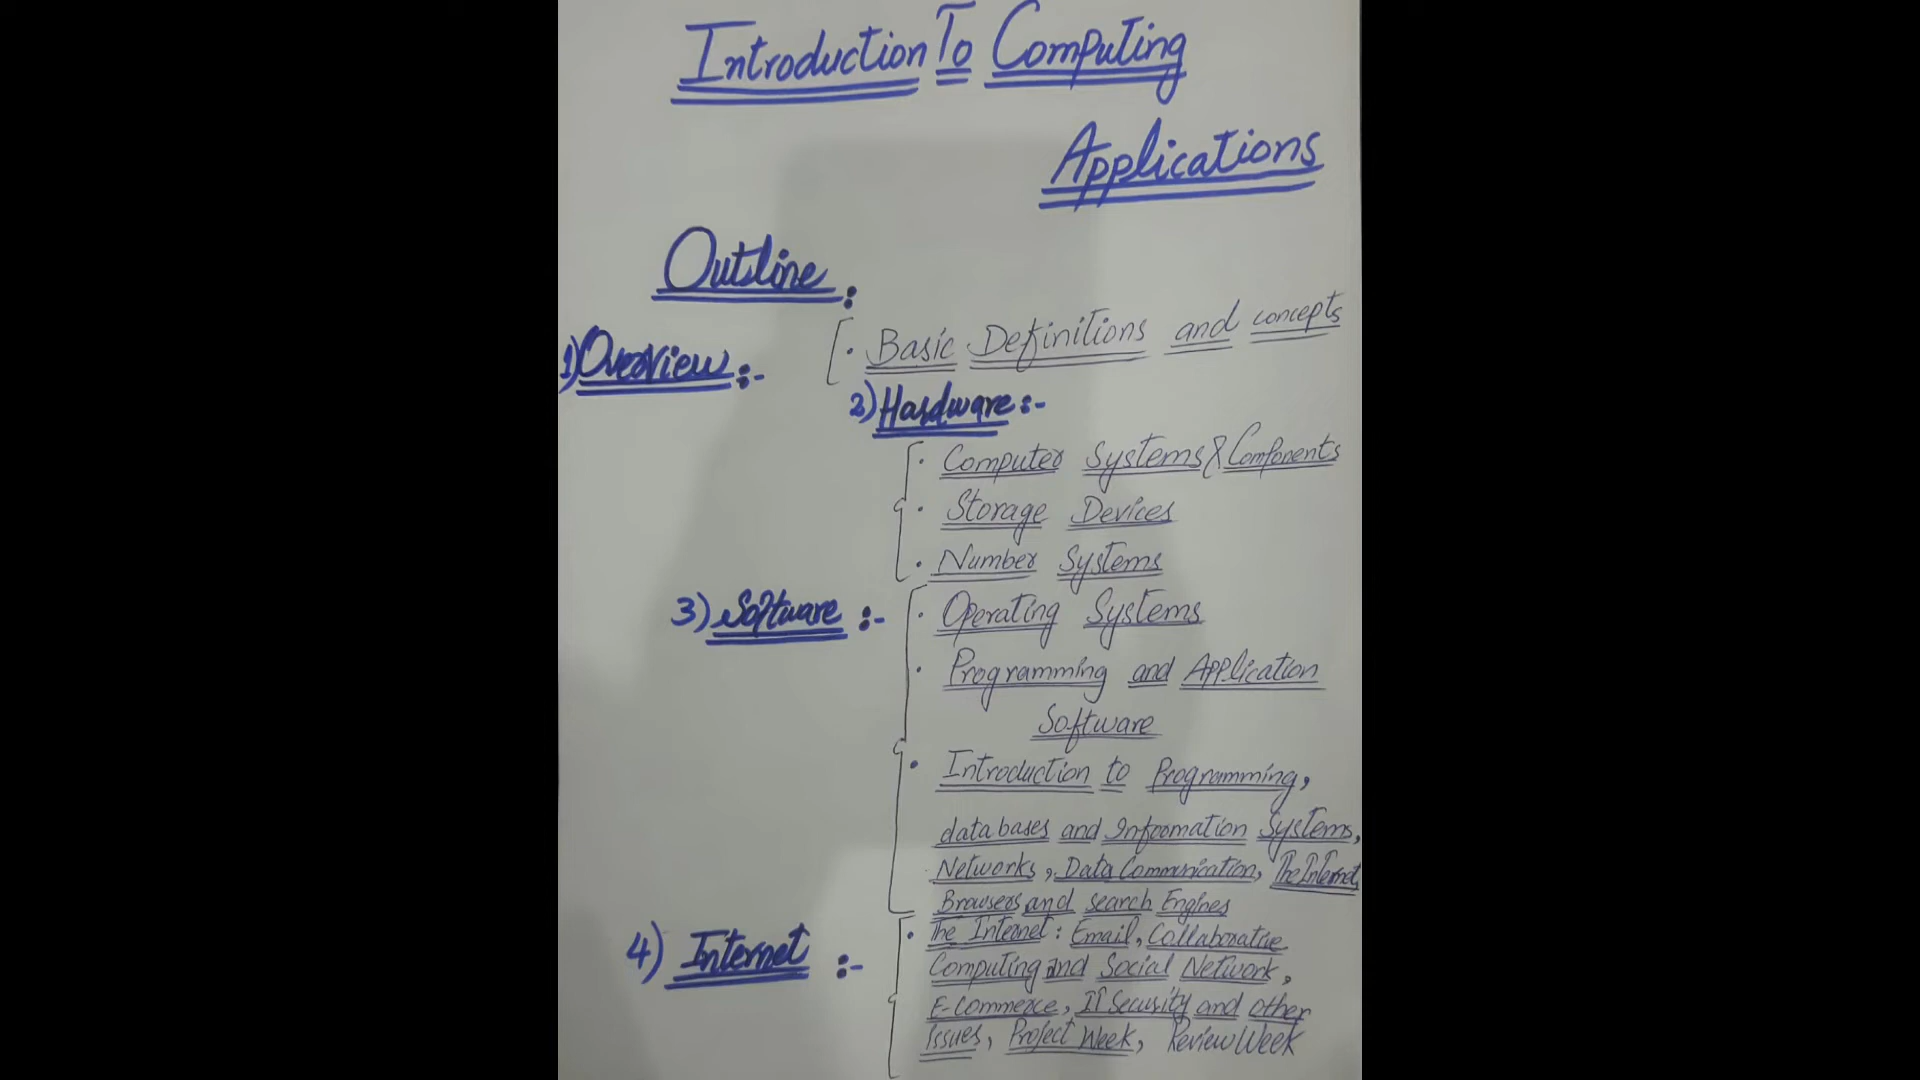 Introduction To Computing
Applications
Outline :
1) Overview :-
[ • Basic Definitions and concepts
2) Hardware :-
• Computer Systems & Components
• Storage Devices
• Number Systems
3) Software :-
• Operating Systems
• Programming and Application
Software
• Introduction to Programming,
databases and Information Systems,
Networks, Data Communication, The Internet,
Browsers and search Engines
4) Internet :-
• The Internet : Email, Collaborative
Computing and Social Network,
E-Commerce, IT Security and other
issues, Project Week, Review Week